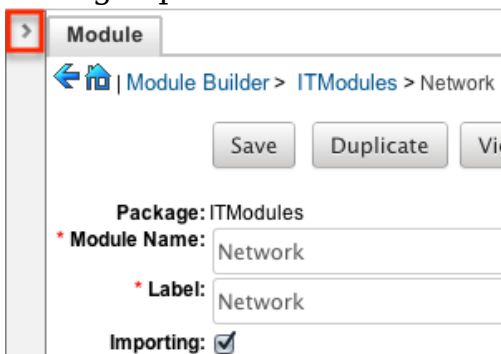 Module
| Module Builder > ITModules > Network
Save Duplicate
Package: ITModules
* Module Name: Network
* Label: Network
Importing: